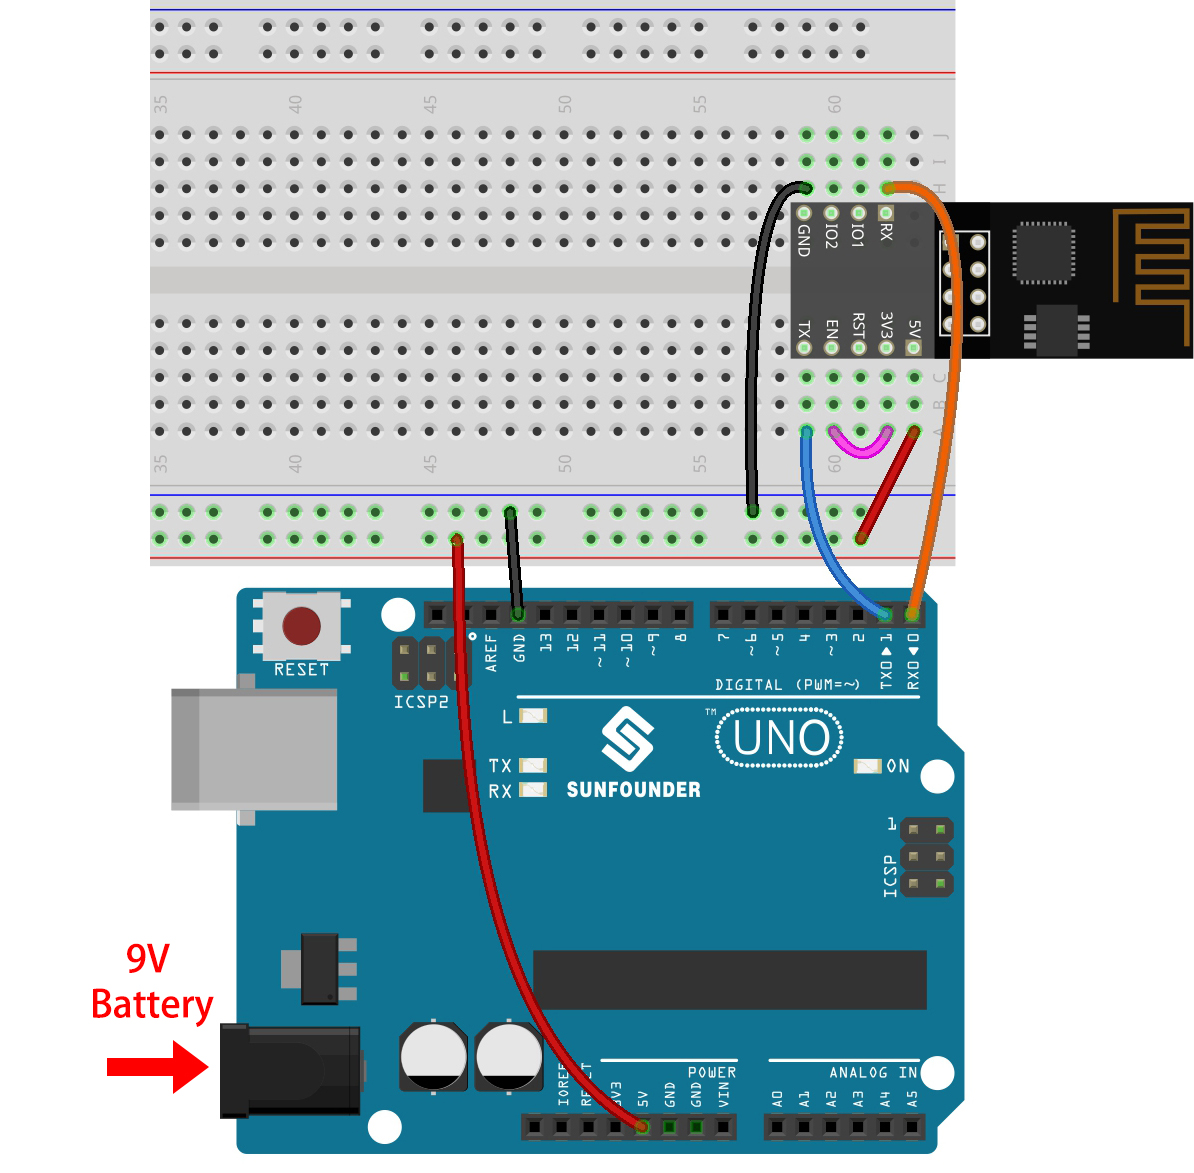 35 40 45 50 55 60
J
I
H
GND IO2 IO1 RX
TX EN RST 3V3 5V
C
B
A
35 40 45 50 55 60
RESET
ICSP2
AREF GND 13 12 ~11 ~10 ~9 8 7 ~6 ~5 4 ~3 2 TX0▶1 RX0◀0
DIGITAL (PWM=~)
L
TX
RX
SUNFOUNDER
™
UNO
ON
1
ICSP
9V
Battery
POWER
ANALOG IN
5V GND GND VIN A0 A1 A2 A3 A4 A5